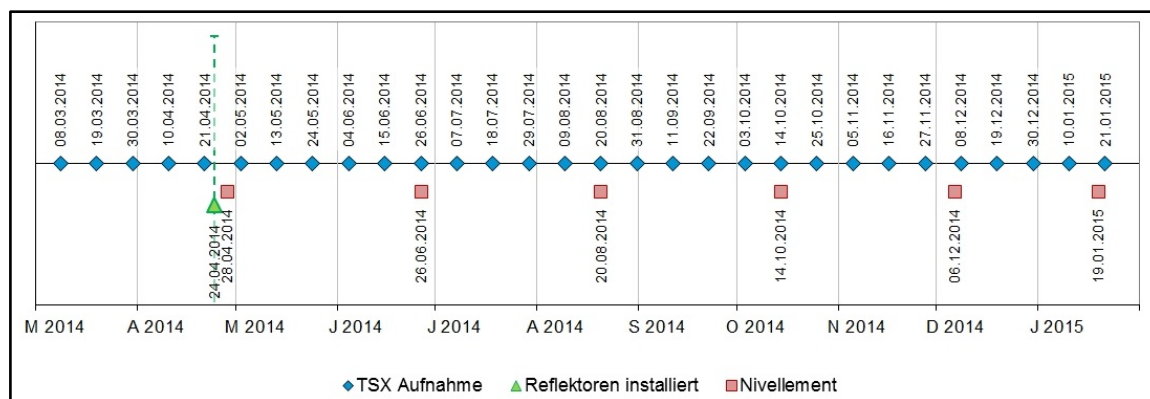 08.03.2014
19.03.2014
30.03.2014
10.04.2014
21.04.2014
02.05.2014
13.05.2014
24.05.2014
04.06.2014
15.06.2014
26.06.2014
07.07.2014
18.07.2014
29.07.2014
09.08.2014
20.08.2014
31.08.2014
11.09.2014
22.09.2014
03.10.2014
14.10.2014
25.10.2014
05.11.2014
16.11.2014
27.11.2014
08.12.2014
19.12.2014
30.12.2014
10.01.2015
21.01.2015
24.04.2014
28.04.2014
26.06.2014
20.08.2014
14.10.2014
06.12.2014
19.01.2015
M 2014
A 2014
M 2014
J 2014
J 2014
A 2014
S 2014
O 2014
N 2014
D 2014
J 2015
TSX Aufnahme
Reflektoren installiert
Nivellement